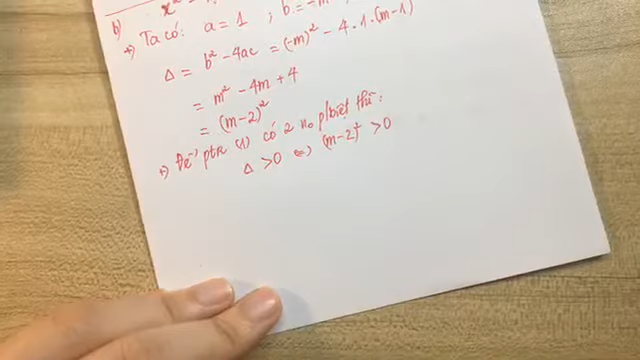 b)
+) Ta có: a = 1 ; b = -m
Δ = b² - 4ac = (-m)² - 4.1.(m-1)
= m² - 4m + 4
= (m-2)²
+) Để ptr (1) có 2 no p/biệt thì:
Δ > 0 <=> (m-2)² > 0